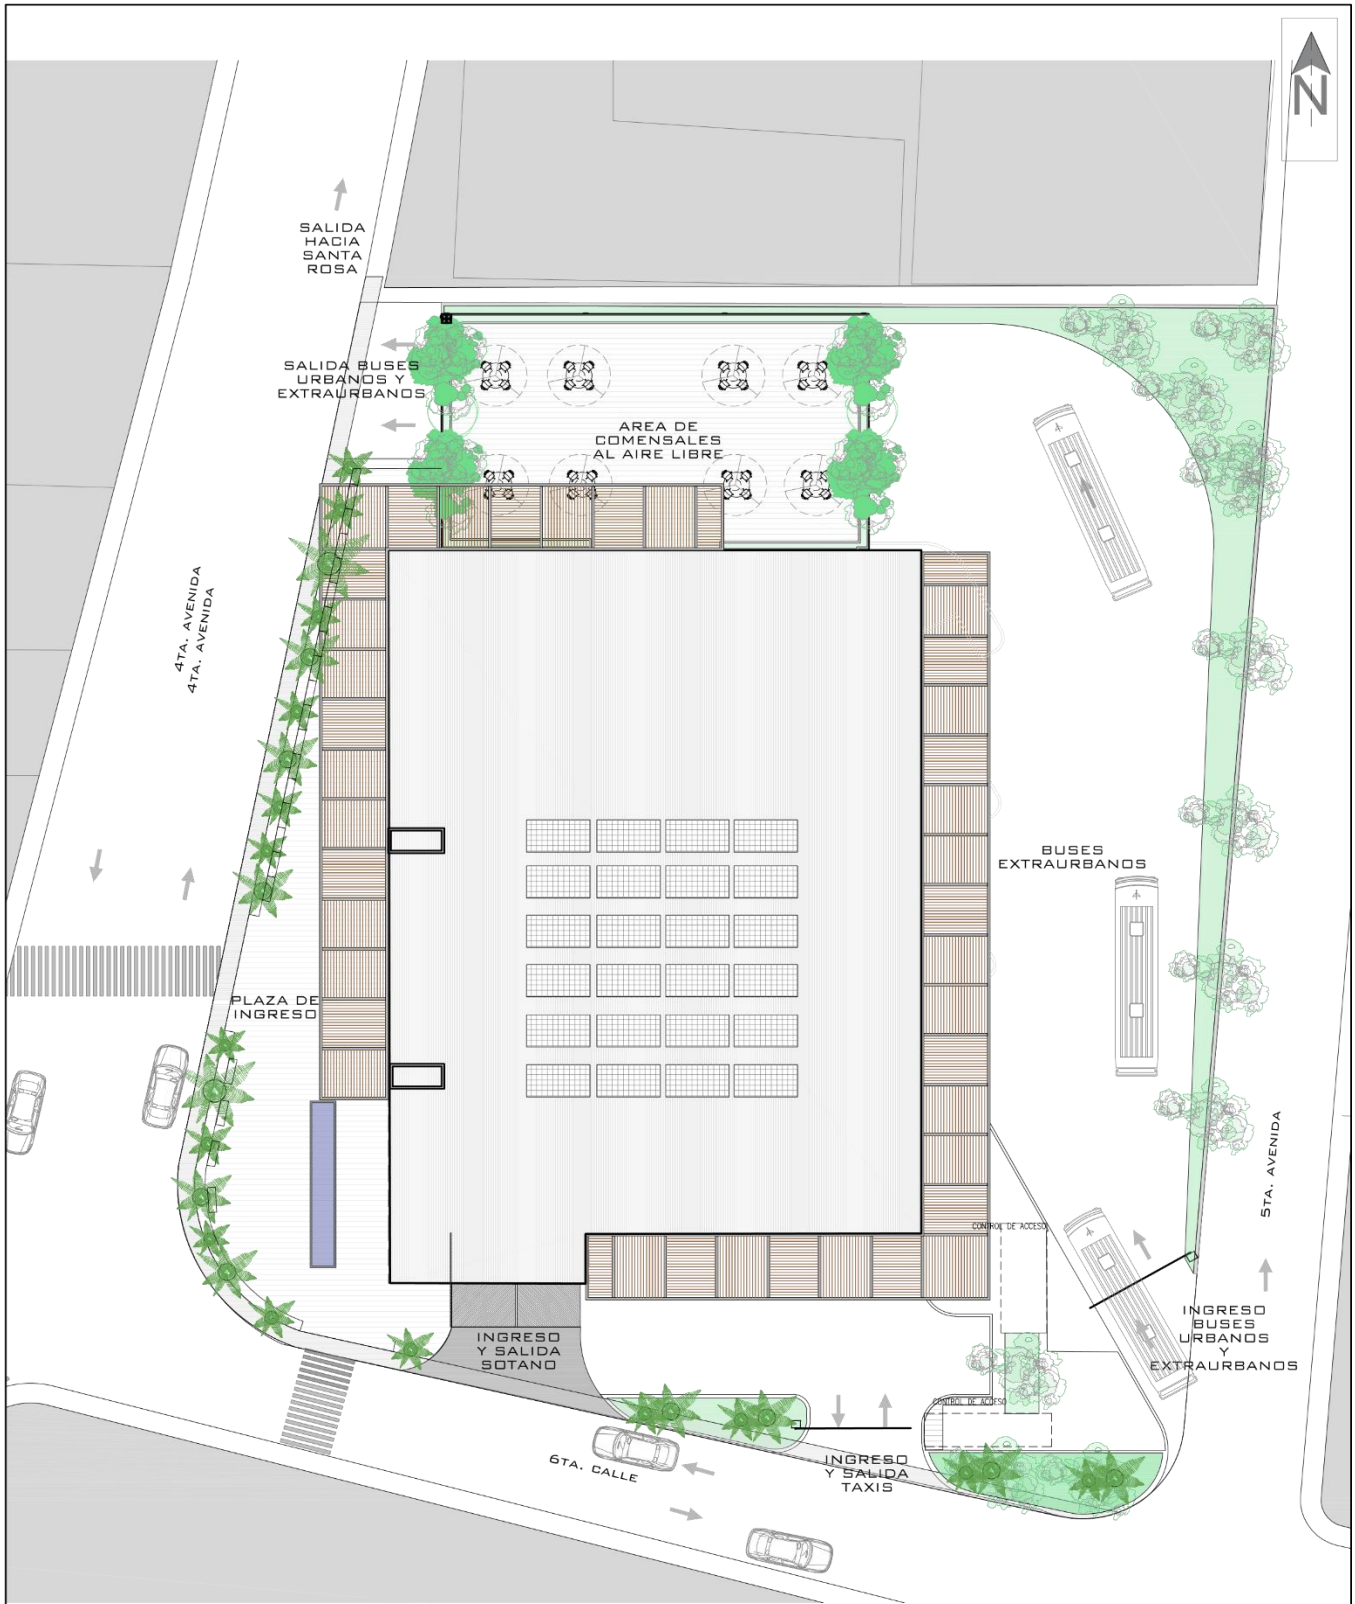 N
SALIDA
HACIA
SANTA
ROSA
SALIDA BUSES
URBANOS Y
EXTRAURBANOS
AREA DE
COMENSALES
AL AIRE LIBRE
4TA. AVENIDA
4TA. AVENIDA
BUSES
EXTRAURBANOS
PLAZA DE
INGRESO
5TA. AVENIDA
CONTROL DE ACCESO
INGRESO
BUSES
URBANOS
Y
EXTRAURBANOS
INGRESO
Y SALIDA
SOTANO
CONTROL DE ACCESO
INGRESO
Y SALIDA
TAXIS
6TA. CALLE